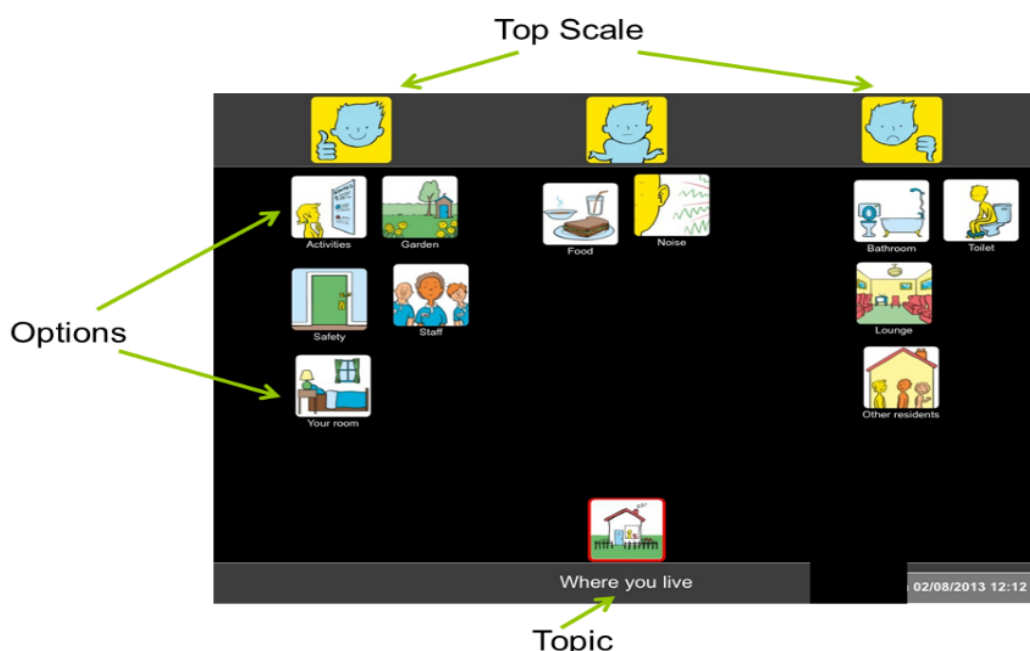 Top Scale
Activities
Garden
Food
Noise
Bathroom
Toilet
Options
Safety
Staff
Lounge
Your room
Other residents
Where you live
02/08/2013 12:12
Topic